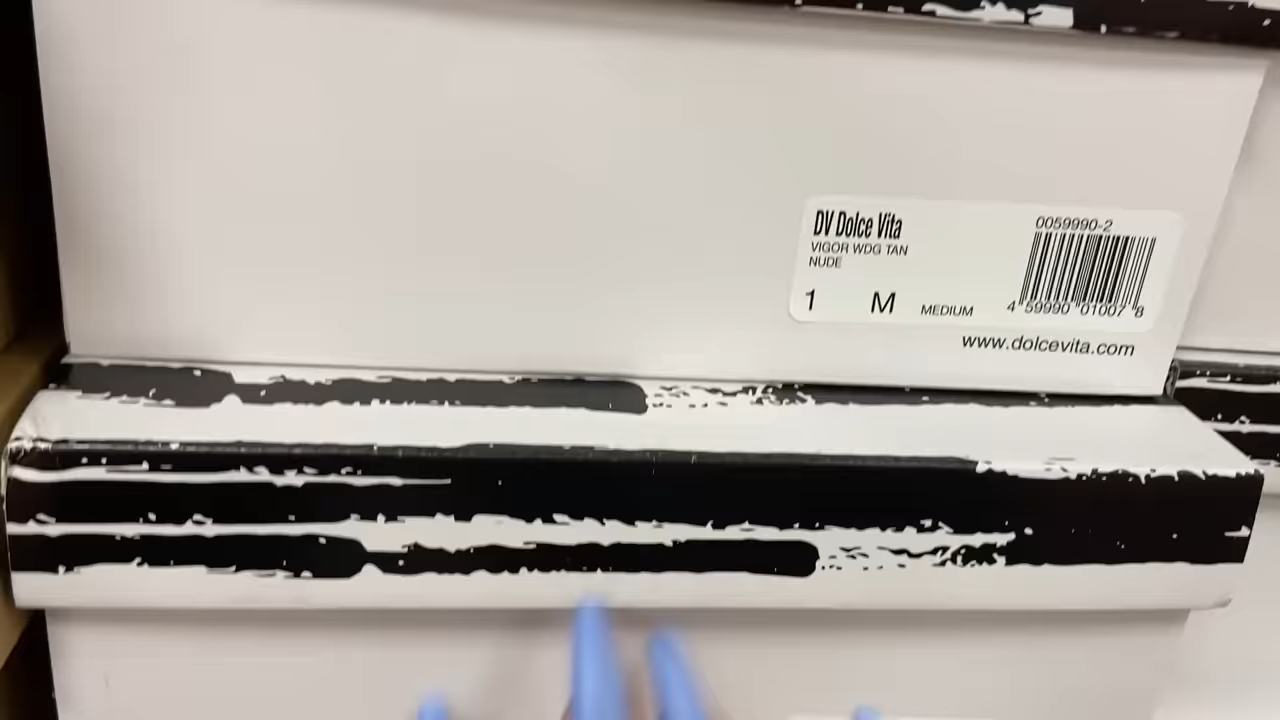 DV Dolce Vita
VIGOR WDG TAN
NUDE
1 M MEDIUM
0059990-2
4 59990 01007 8
www.dolcevita.com